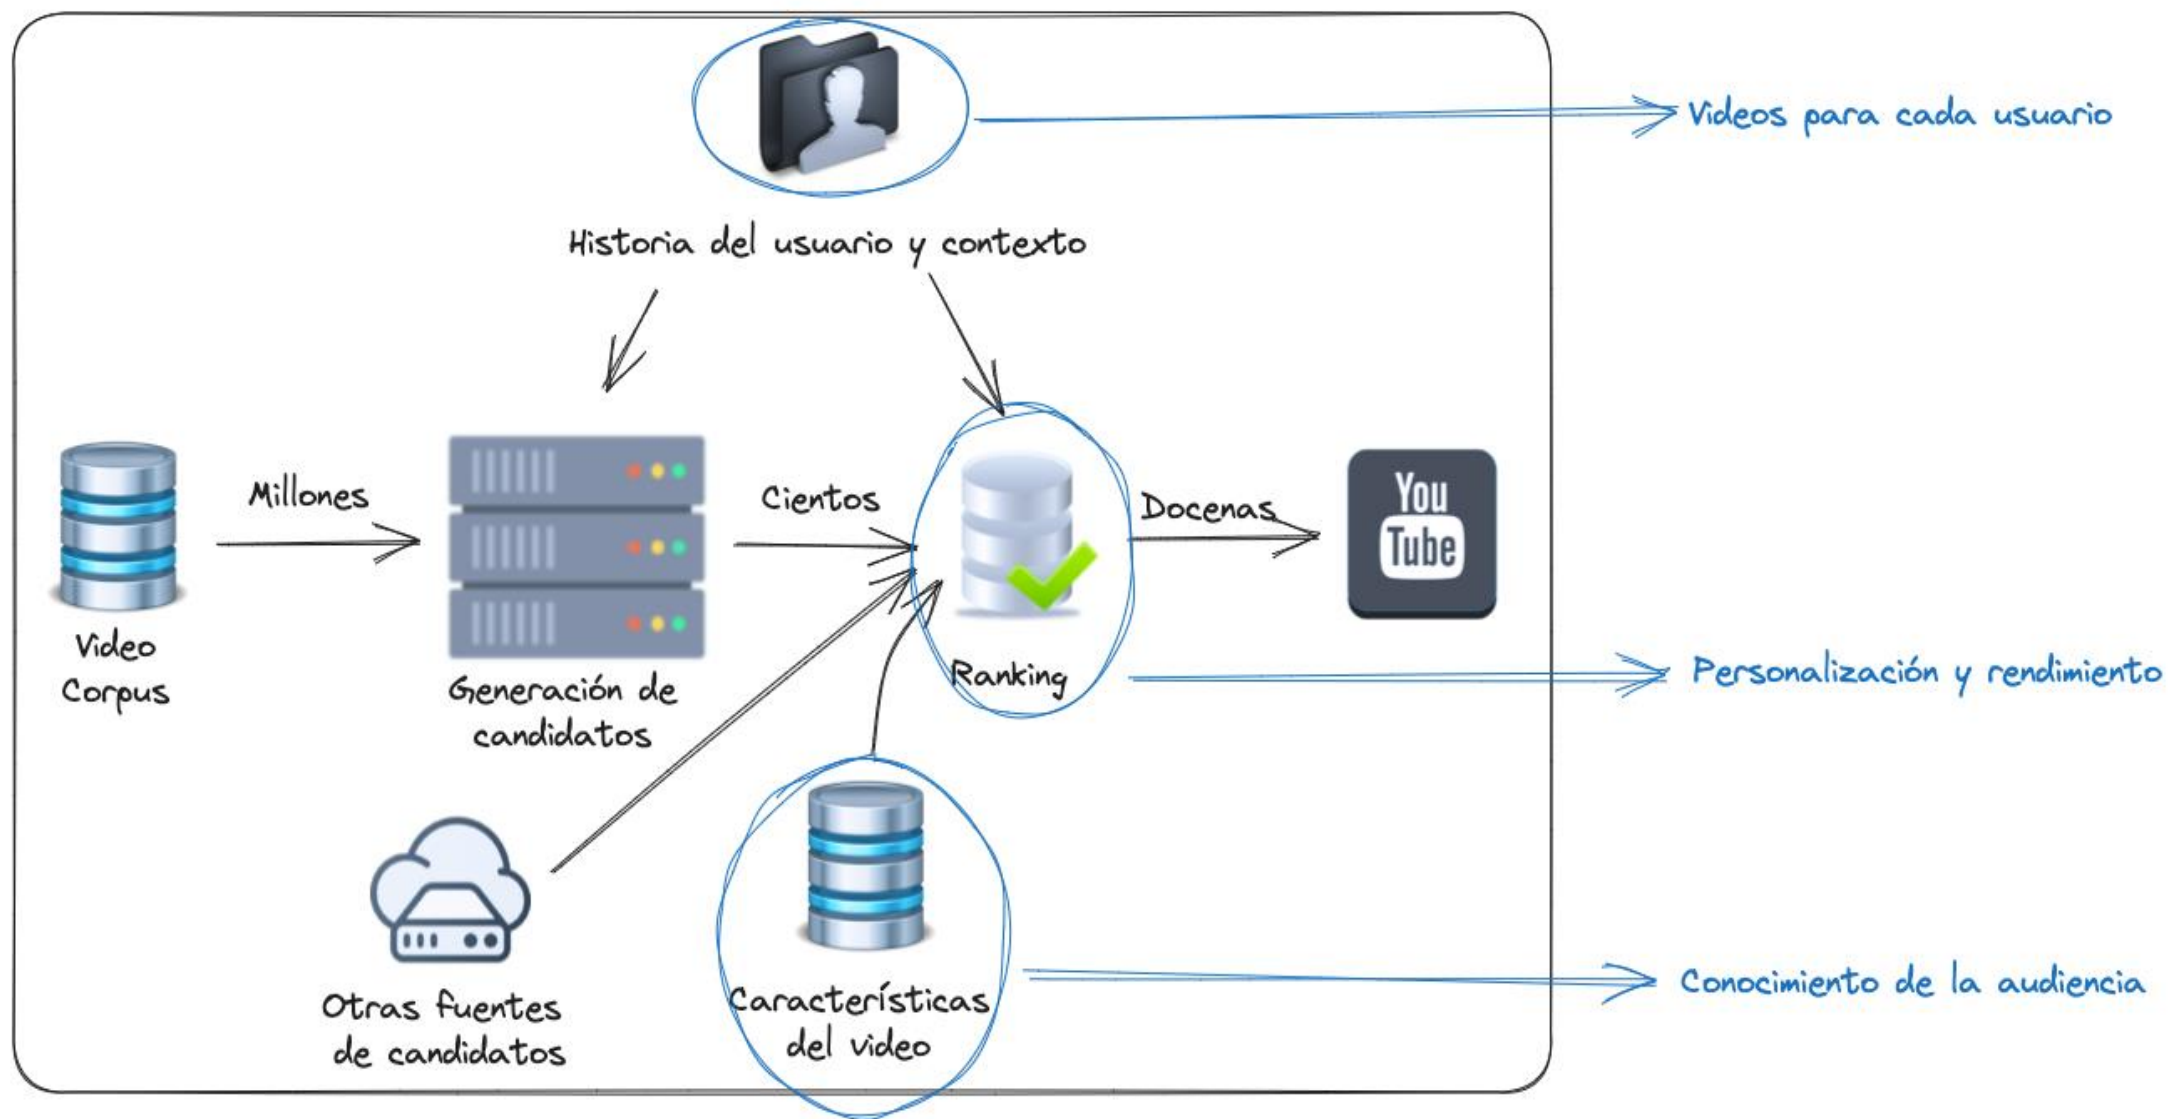 Videos para cada usuario
Historia del usuario y contexto
Millones
Cientos
Docenas
You
Tube
Video
Corpus
Generación de
candidatos
Ranking
Personalización y rendimiento
Otras fuentes
de candidatos
Características
del video
Conocimiento de la audiencia